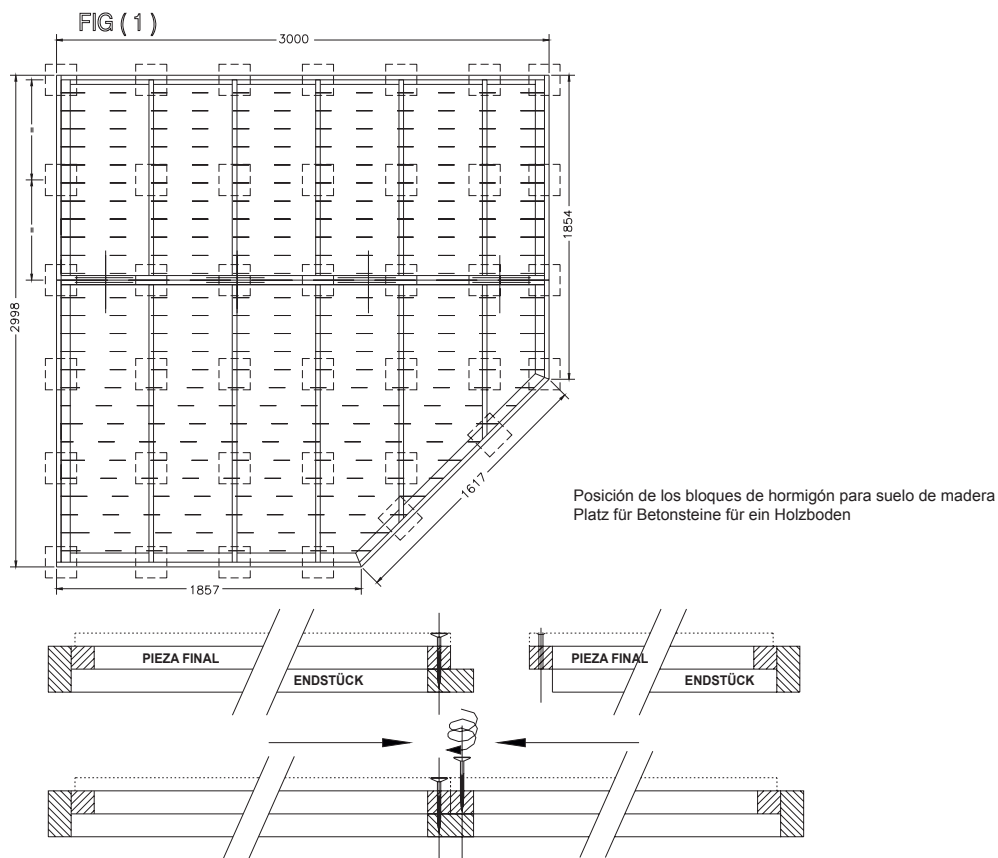 FIG ( 1 )
3000
=
=
2998
1854
1617
1857
Posición de los bloques de hormigón para suelo de madera
Platz für Betonsteine für ein Holzboden
PIEZA FINAL
ENDSTÜCK
PIEZA FINAL
ENDSTÜCK